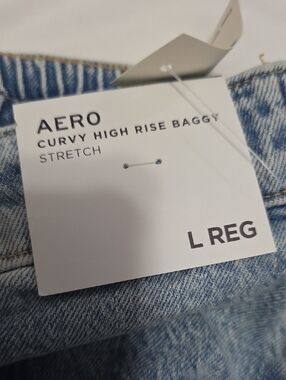 AERO
CURVY HIGH RISE BAGGY
STRETCH
L REG